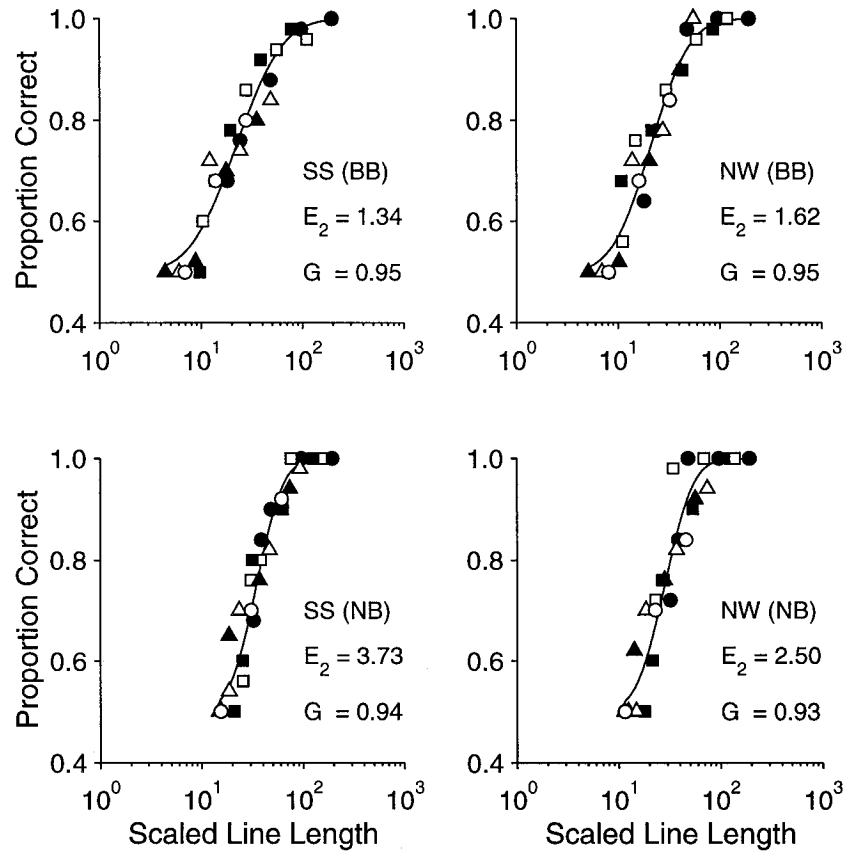 Proportion Correct
1.0
0.8
0.6
0.4
10^0
10^1
10^2
10^3
SS (BB)
E_2 = 1.34
G = 0.95
1.0
0.8
0.6
0.4
10^0
10^1
10^2
10^3
NW (BB)
E_2 = 1.62
G = 0.95
Proportion Correct
1.0
0.8
0.6
0.4
10^0
10^1
10^2
10^3
Scaled Line Length
SS (NB)
E_2 = 3.73
G = 0.94
1.0
0.8
0.6
0.4
10^0
10^1
10^2
10^3
Scaled Line Length
NW (NB)
E_2 = 2.50
G = 0.93